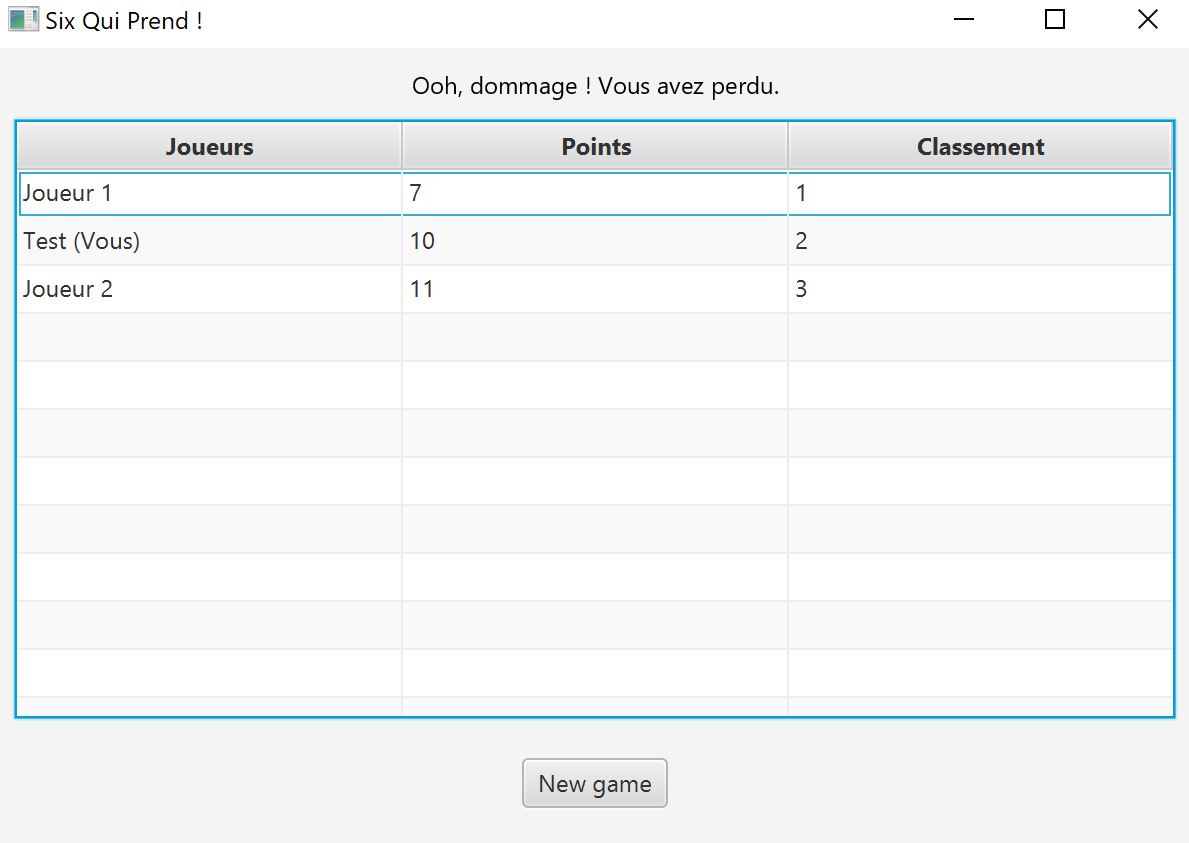 Six Qui Prend !
Ooh, dommage ! Vous avez perdu.
Joueurs Points Classement
Joueur 1 7 1
Test (Vous) 10 2
Joueur 2 11 3
New game